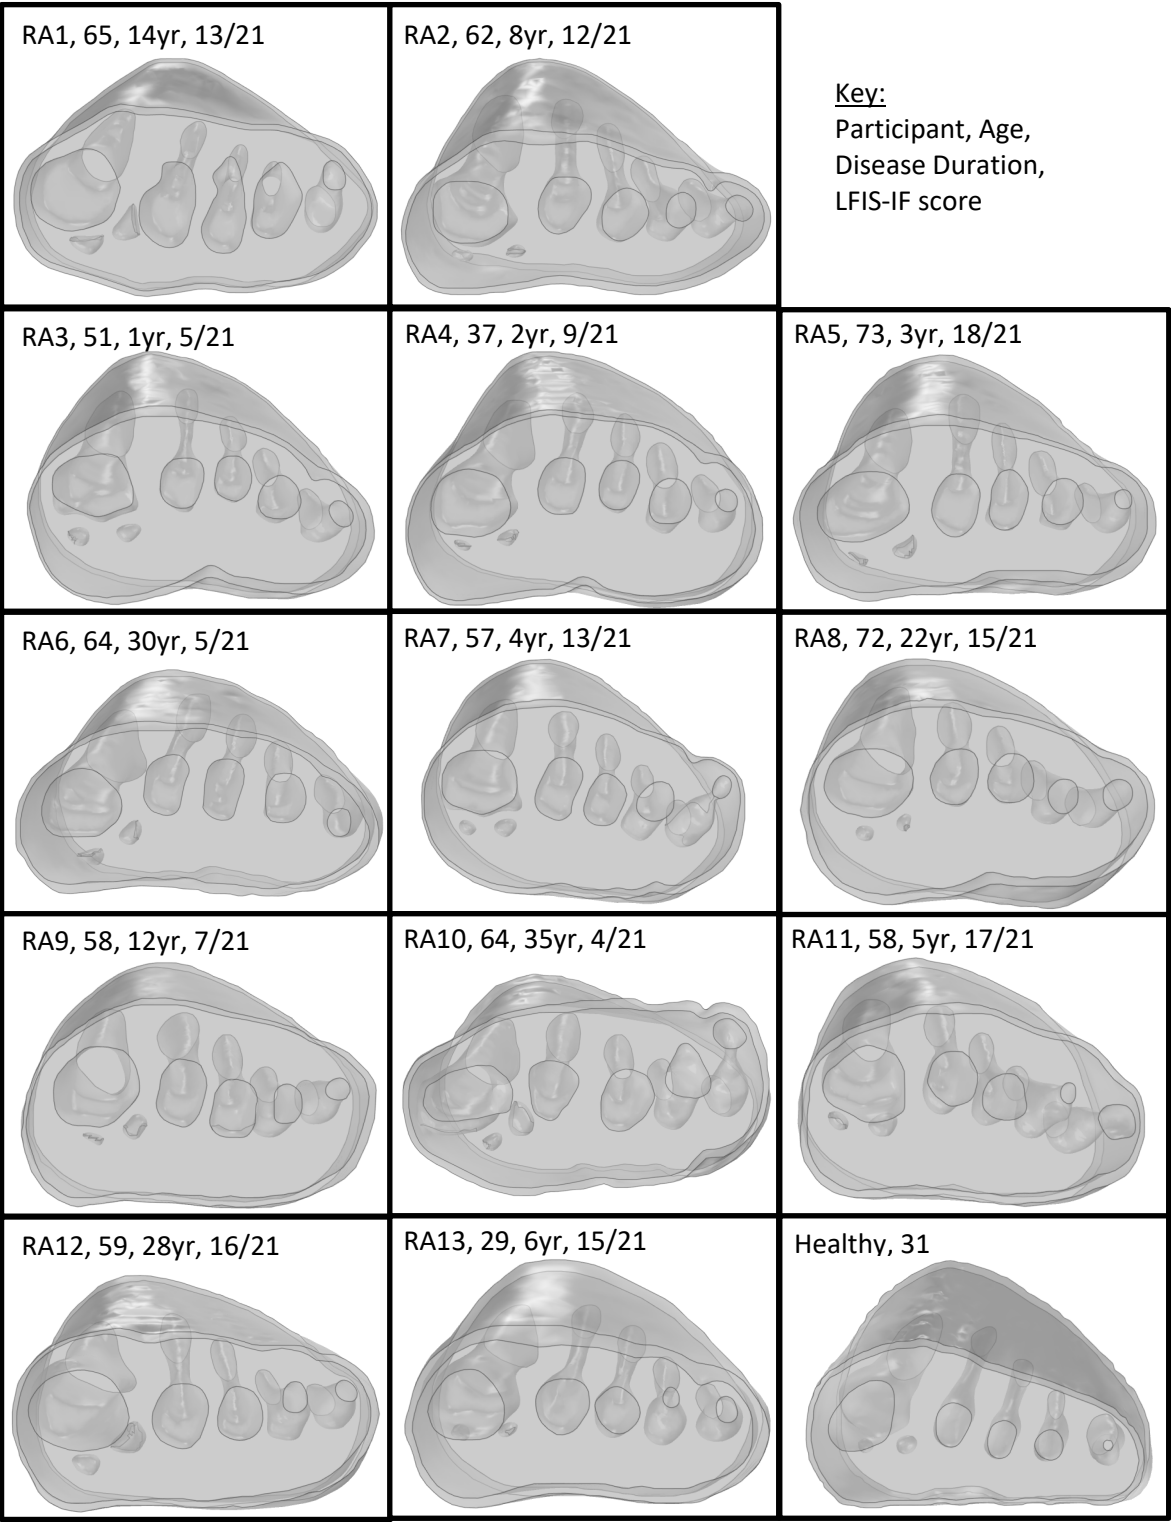 RA1, 65, 14yr, 13/21
RA2, 62, 8yr, 12/21
Key:
Participant, Age,
Disease Duration,
LFIS-IF score
RA3, 51, 1yr, 5/21
RA4, 37, 2yr, 9/21
RA5, 73, 3yr, 18/21
RA6, 64, 30yr, 5/21
RA7, 57, 4yr, 13/21
RA8, 72, 22yr, 15/21
RA9, 58, 12yr, 7/21
RA10, 64, 35yr, 4/21
RA11, 58, 5yr, 17/21
RA12, 59, 28yr, 16/21
RA13, 29, 6yr, 15/21
Healthy, 31